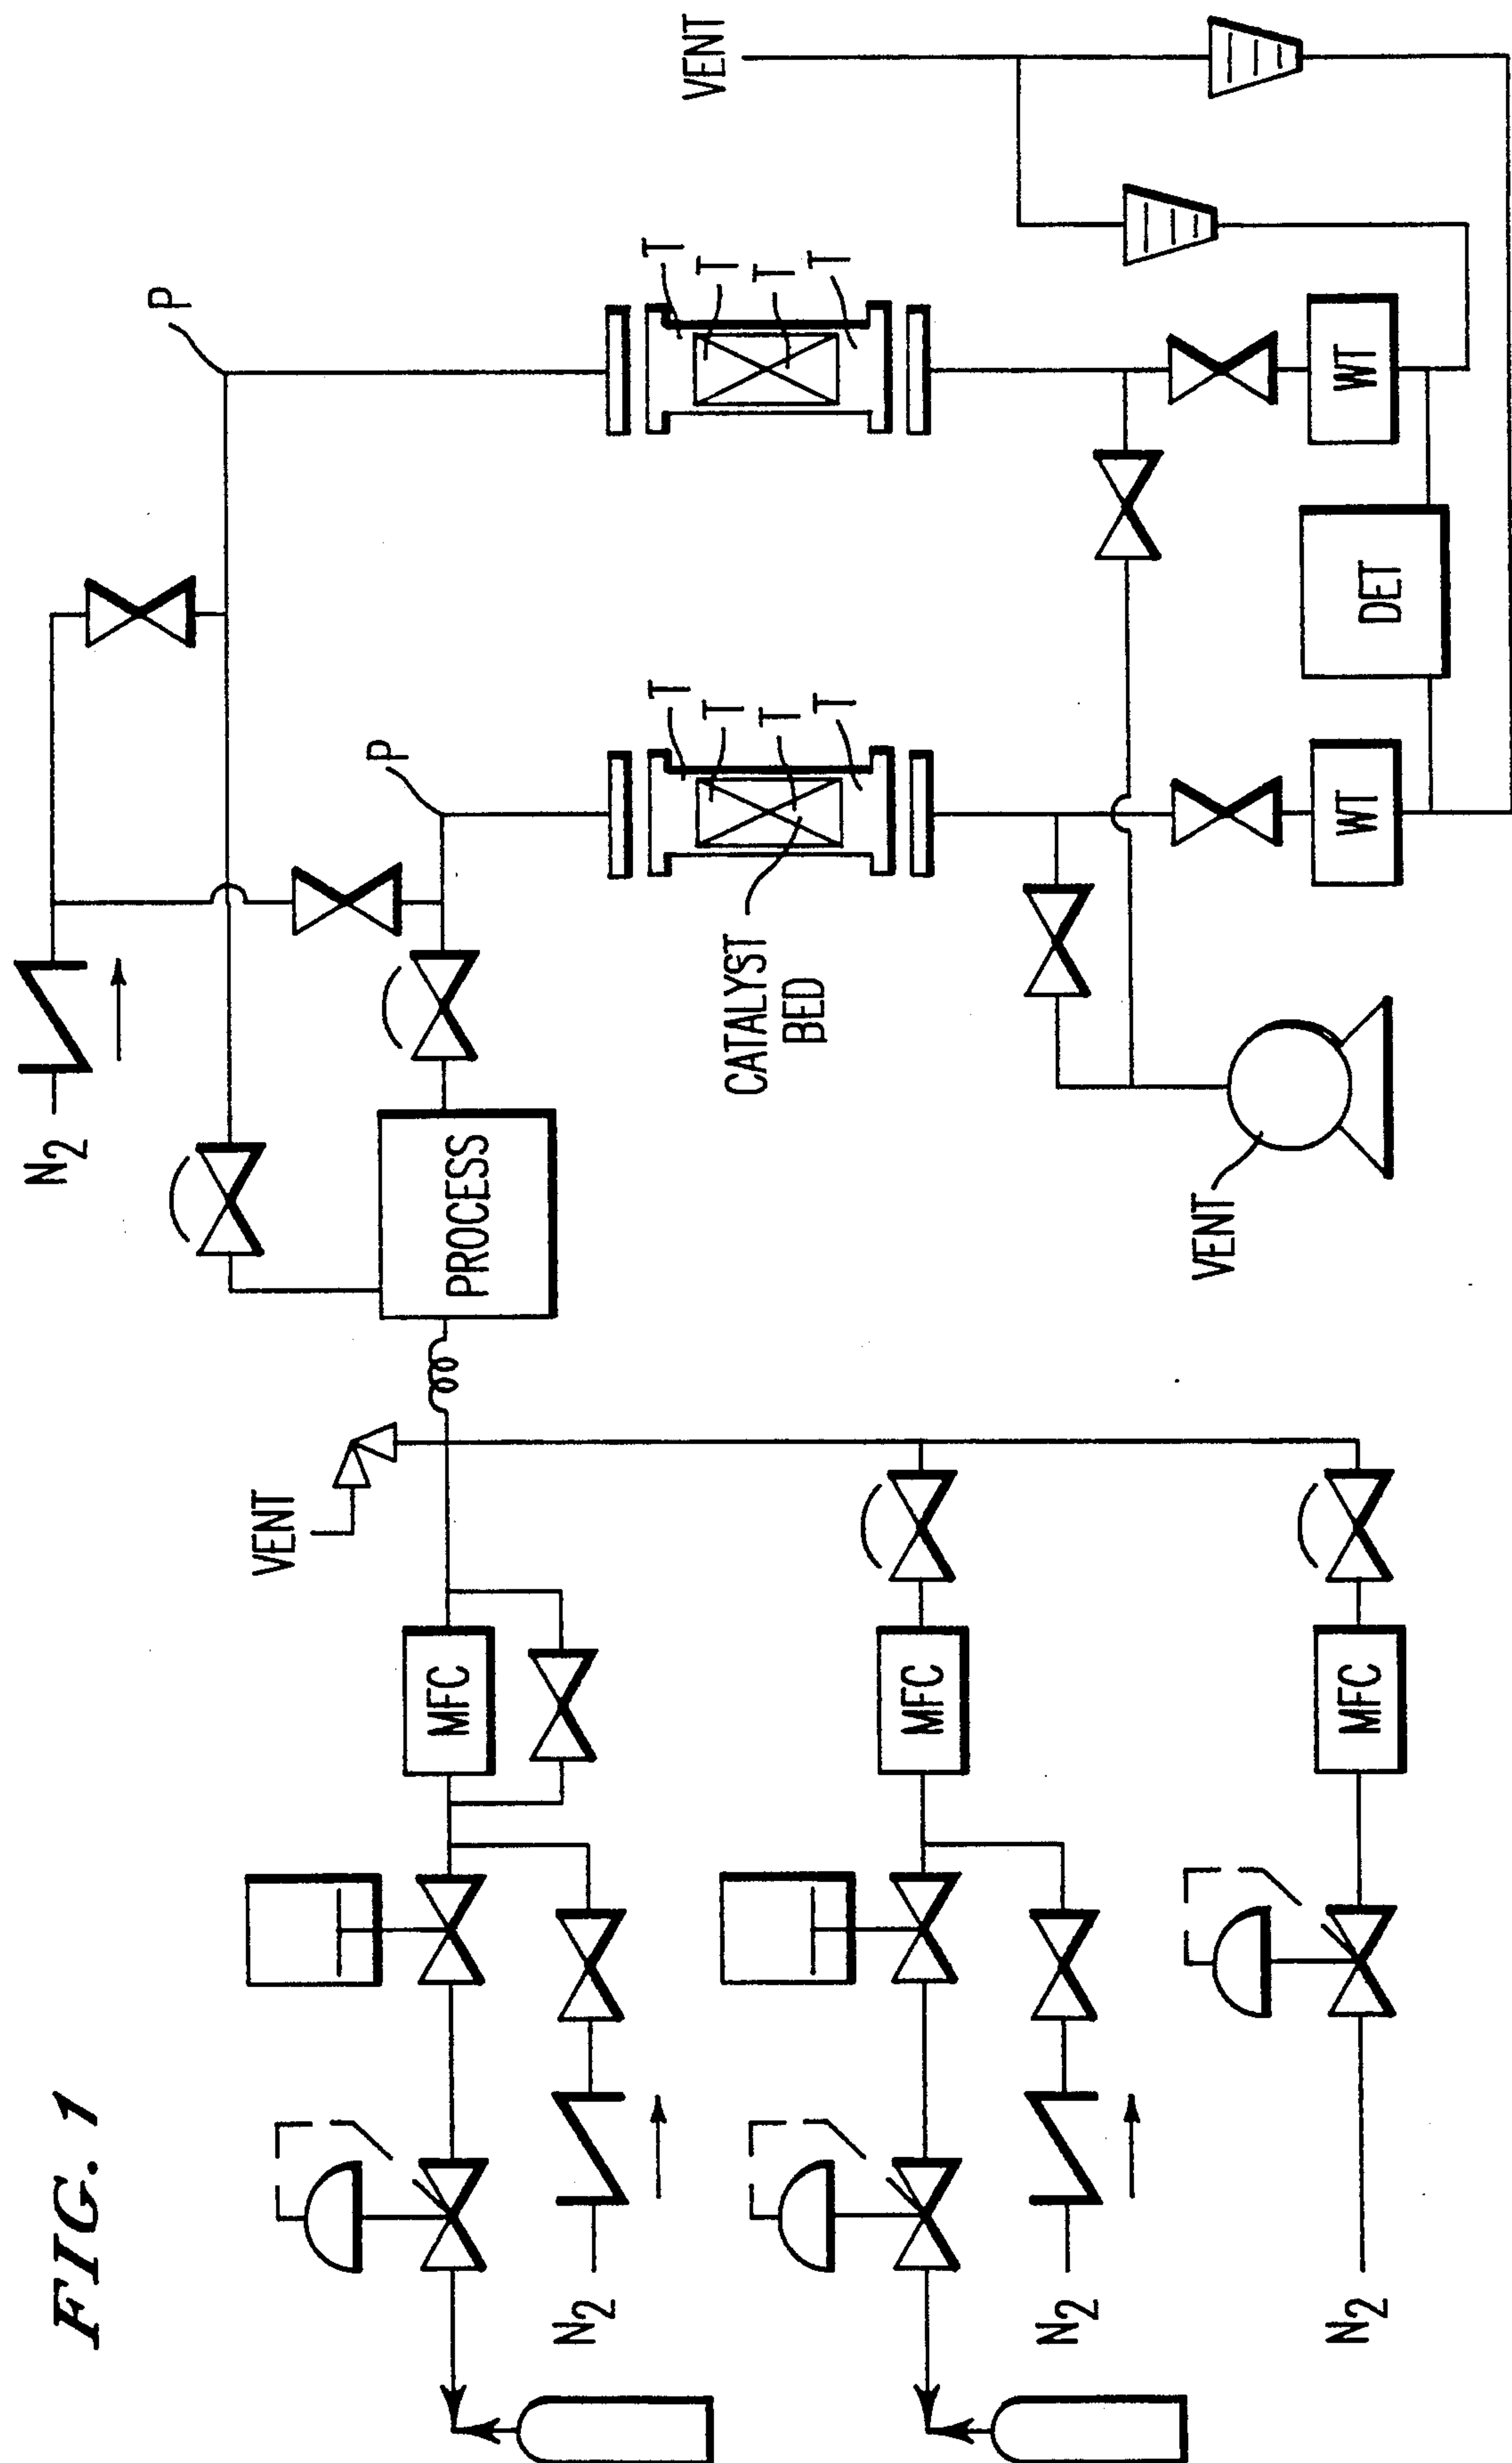 FIG. 1
N2
P
VENT
P
MFC
PROCESS
N2
T
T
T
T
T
T
T
T
VENT
CATALYST
BED
MFC
N2
VENT
N2
MFC
WT
DET
WT